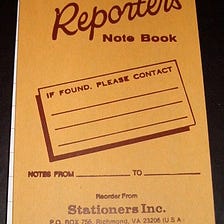 Reporters
Note Book
IF FOUND, PLEASE CONTACT
NOTES FROM TO
Reorder From
Stationers Inc.
P.O. BOX 756, Richmond, VA 23206 (U.S.A